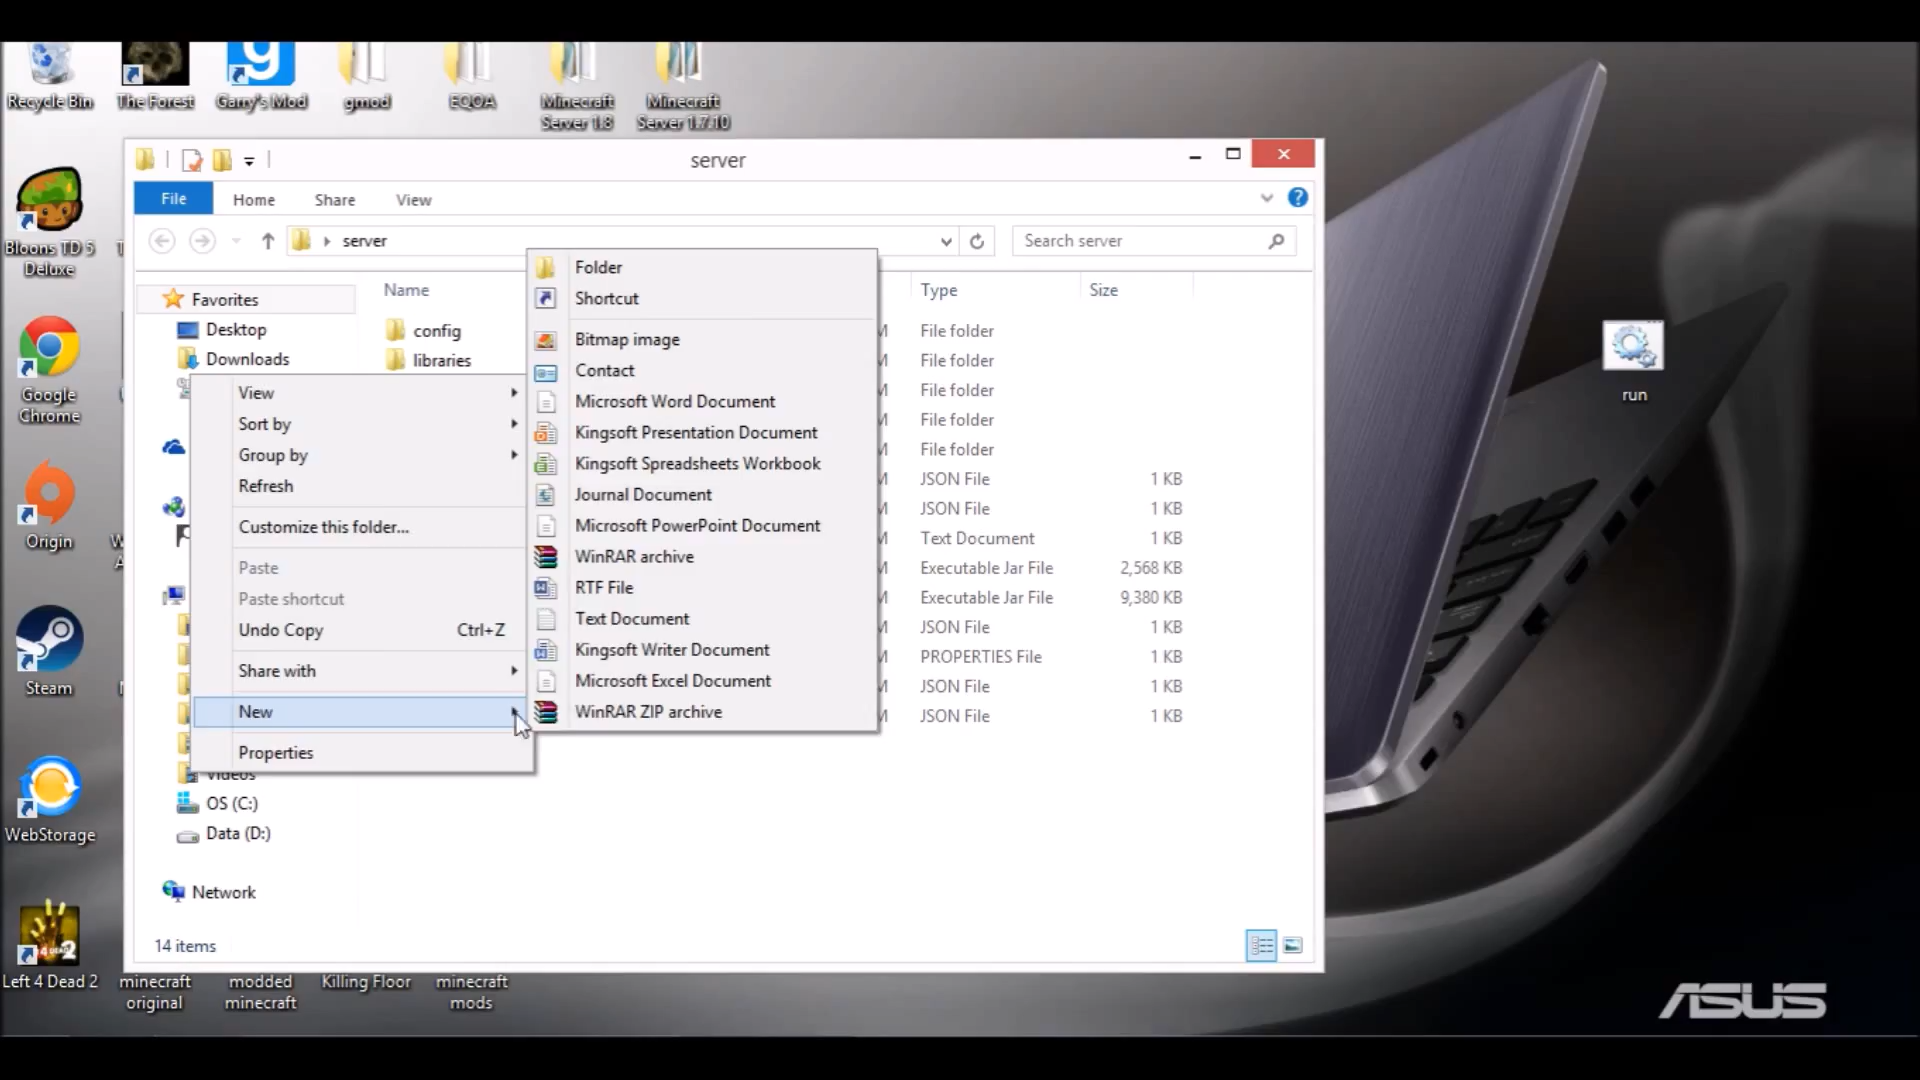 Recycle Bin
The Forest
Garry's Mod
gmod
EQOA
Minecraft
Server 1.8
Minecraft
Server 1.7.10
server
File
Home
Share
View
server
Search server
Bloons TD 5
Deluxe
Google
Chrome
Origin
Steam
WebStorage
Left 4 Dead 2
Favorites
Desktop
Downloads
Name
Type
Size
config
libraries
View
Sort by
Group by
Refresh
Customize this folder...
Paste
Paste shortcut
Undo Copy Ctrl+Z
Share with
New
Properties
Folder
Shortcut
Bitmap image
Contact
Microsoft Word Document
Kingsoft Presentation Document
Kingsoft Spreadsheets Workbook
Journal Document
Microsoft PowerPoint Document
WinRAR archive
RTF File
Text Document
Kingsoft Writer Document
Microsoft Excel Document
WinRAR ZIP archive
File folder
File folder
File folder
File folder
File folder
JSON File 1 KB
JSON File 1 KB
Text Document 1 KB
Executable Jar File 2,568 KB
Executable Jar File 9,380 KB
JSON File 1 KB
PROPERTIES File 1 KB
JSON File 1 KB
JSON File 1 KB
Videos
OS (C:)
Data (D:)
Network
14 items
minecraft
original
modded
minecraft
Killing Floor
minecraft
mods
run
ASUS